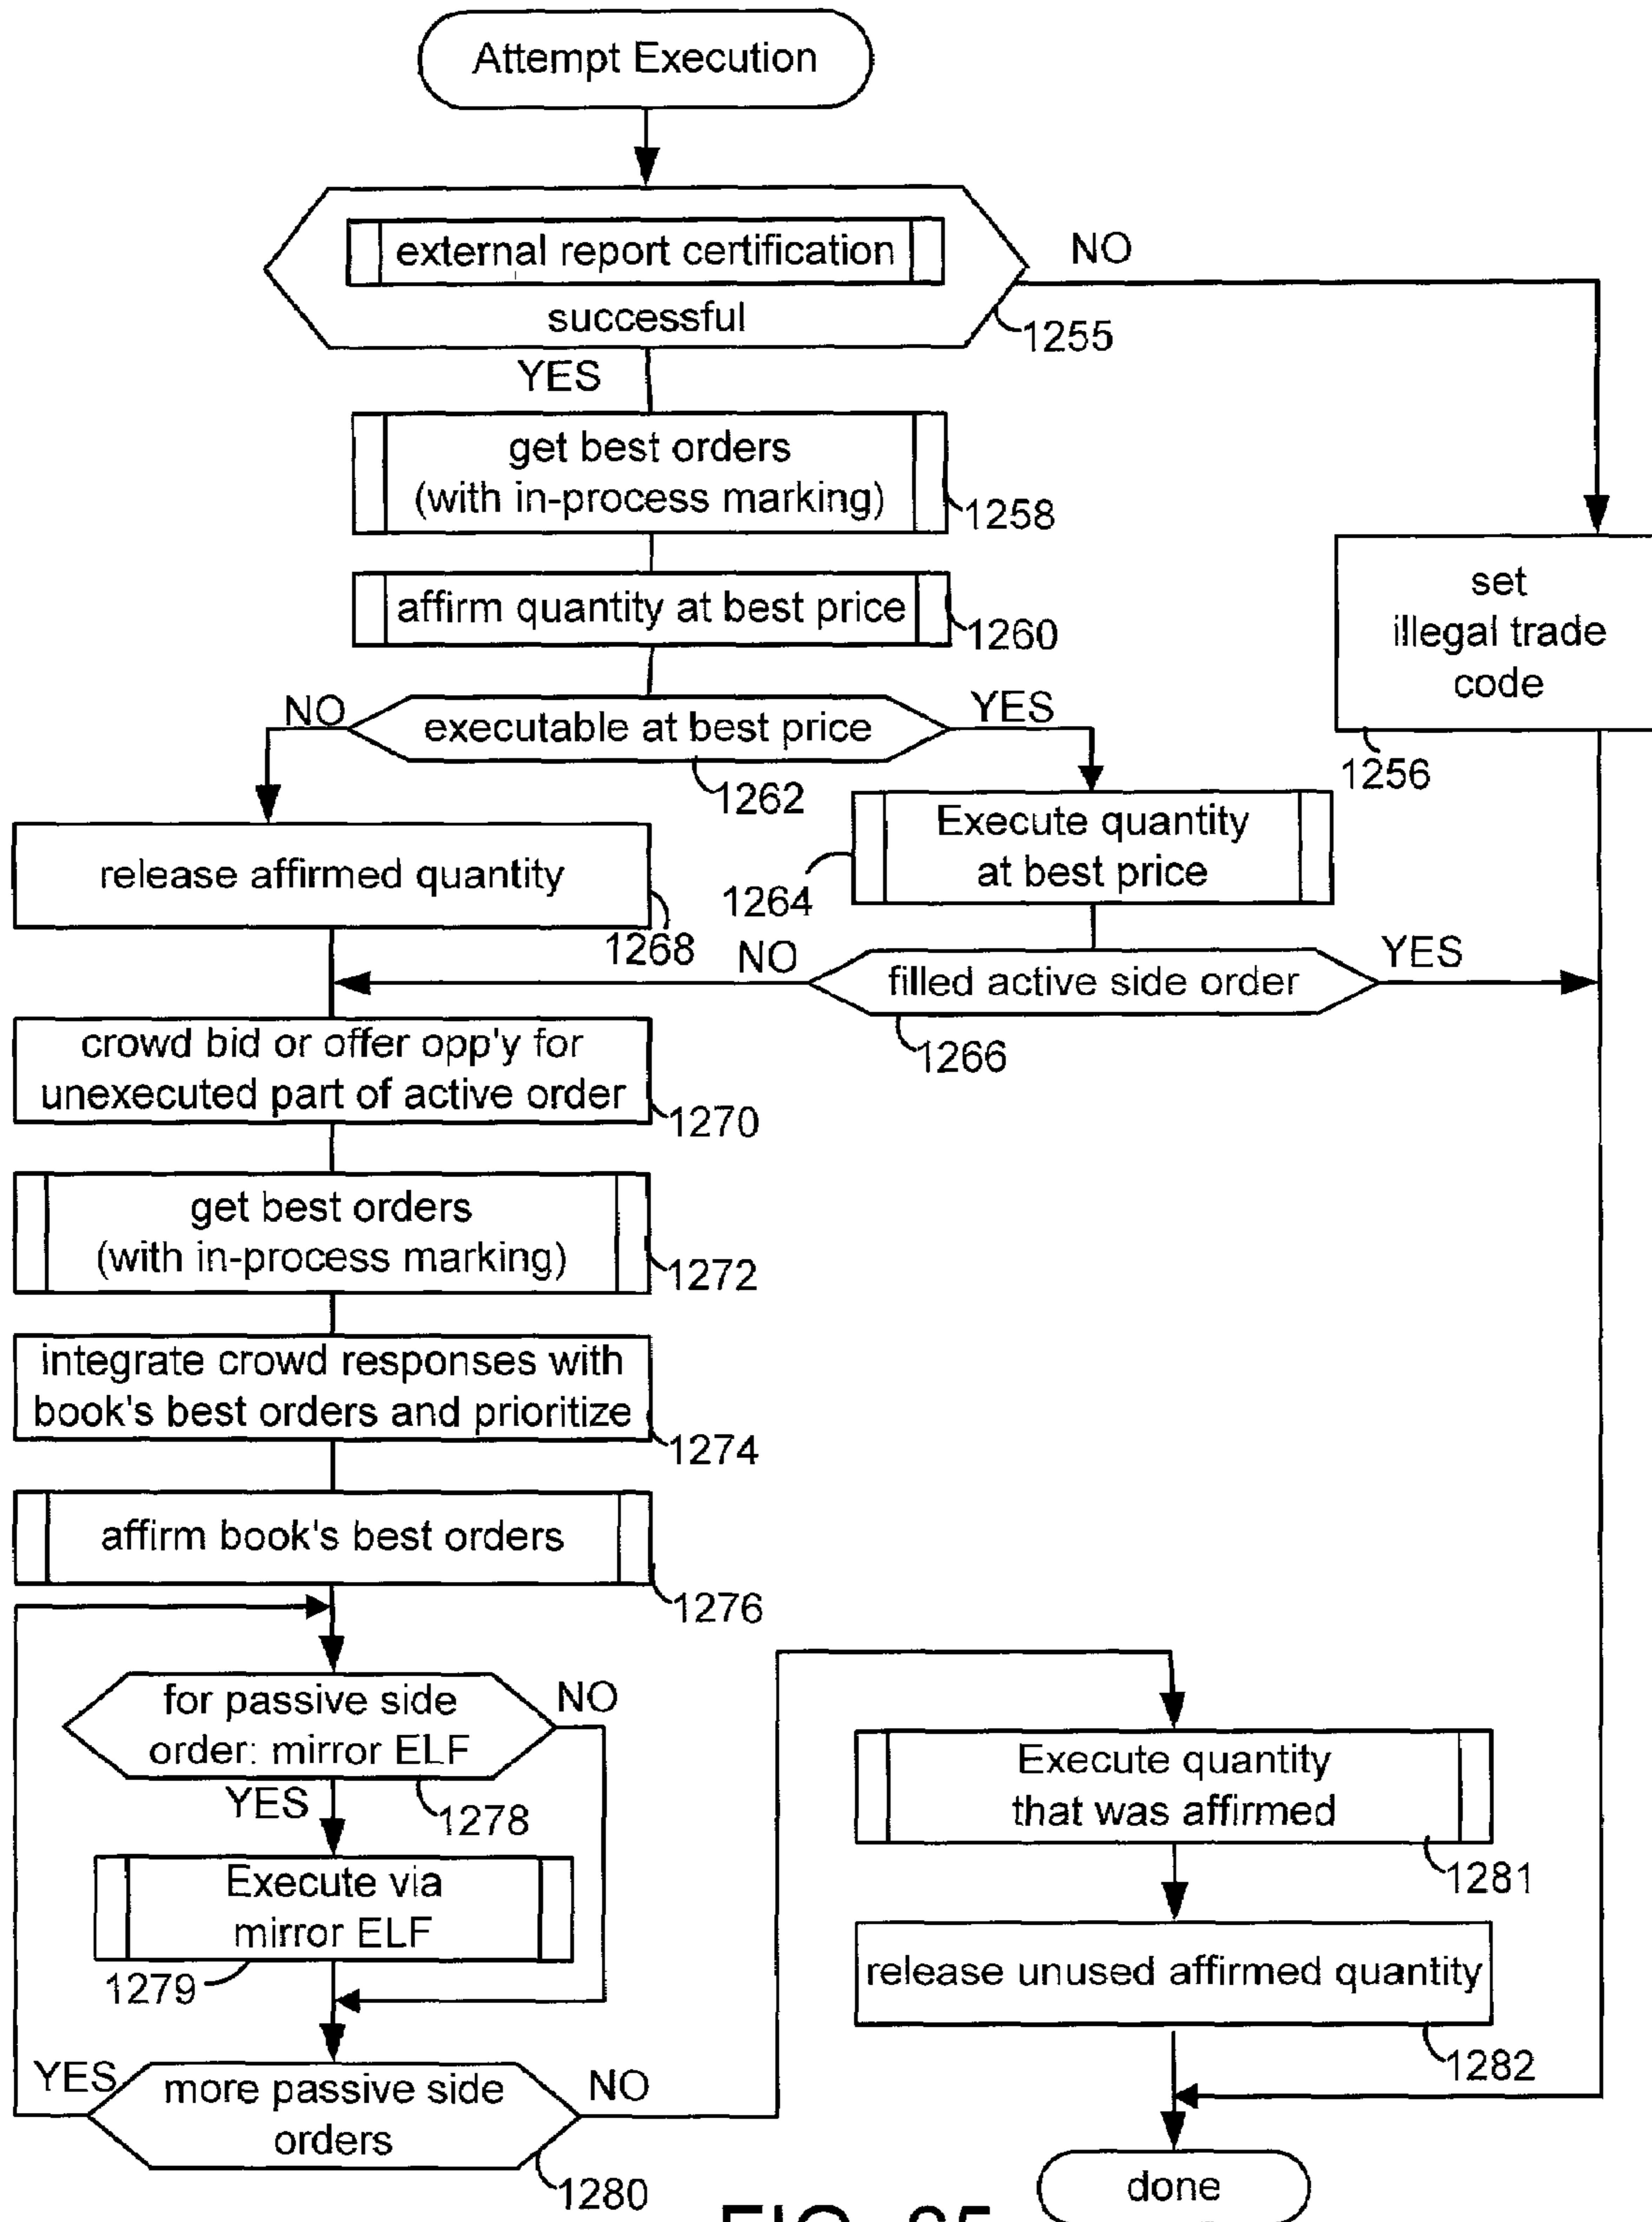 Attempt Execution
external report certification
NO
successful
1255
YES
get best orders
(with in-process marking)
1258
affirm quantity at best price
1260
set
illegal trade
code
1256
NO
executable at best price
YES
1262
Execute quantity
at best price
1264
release affirmed quantity
1268
NO
filled active side order
YES
1266
crowd bid or offer opp'y for
unexecuted part of active order
1270
get best orders
(with in-process marking)
1272
integrate crowd responses with
book's best orders and prioritize
1274
affirm book's best orders
1276
for passive side
order: mirror ELF
NO
YES
1278
Execute via
mirror ELF
1279
YES
more passive side
orders
NO
1280
Execute quantity
that was affirmed
1281
release unused affirmed quantity
1282
done